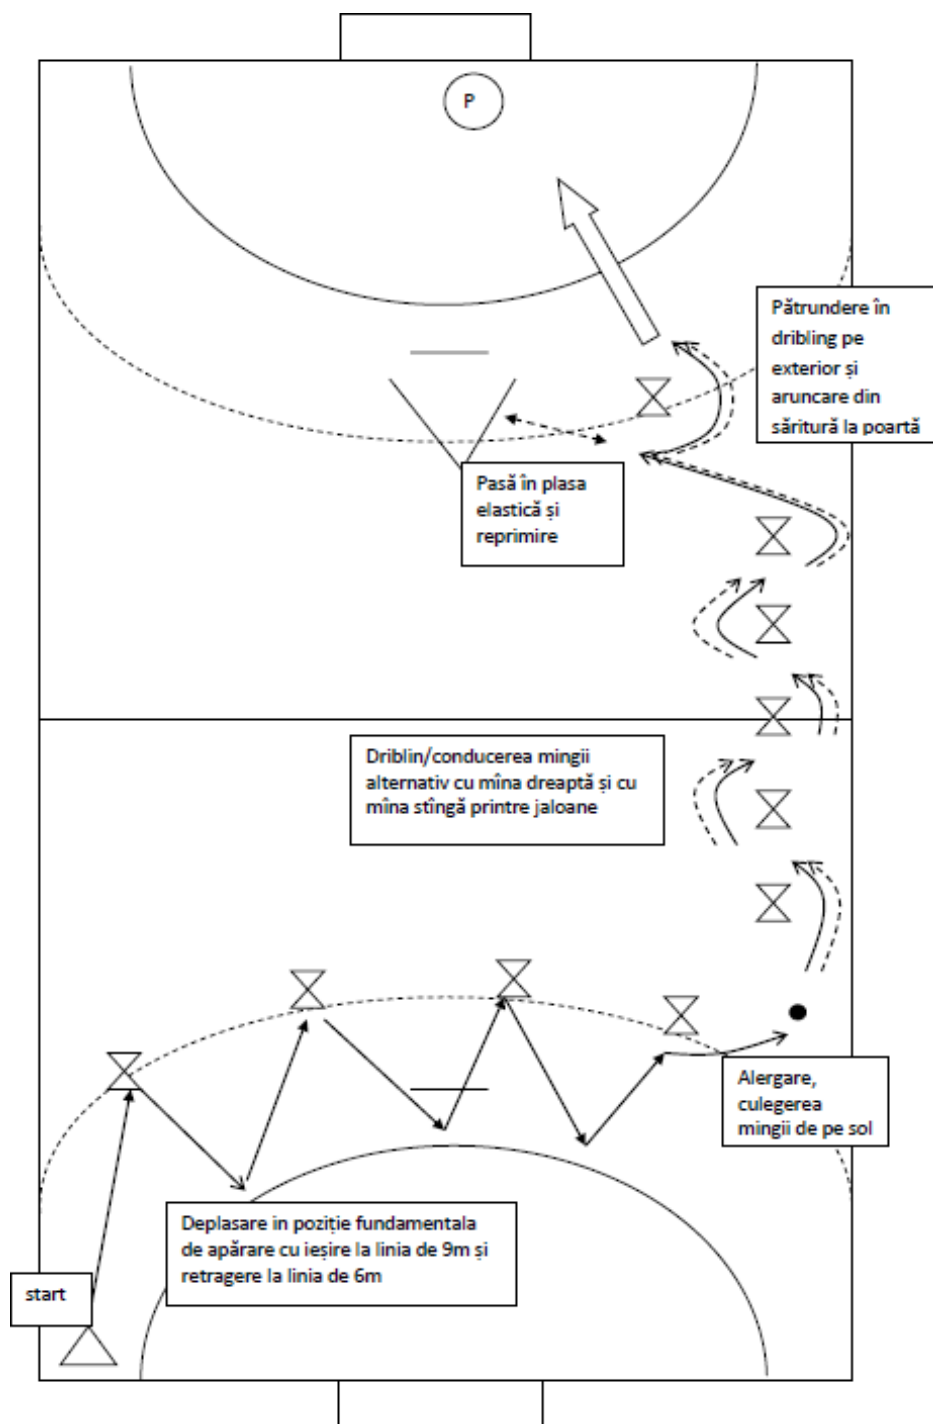 P
Pătrundere în
dribling pe
exterior și
aruncare din
săritură la poartă
Pasă în plasa
elastică și
reprimire
Driblin/conducerea mingii
alternativ cu mîna dreaptă și cu
mîna stîngă printre jaloane
Alergare,
culegerea
mingii de pe sol
Deplasare in poziție fundamentala
de apărare cu ieșire la linia de 9m și
retragere la linia de 6m
start